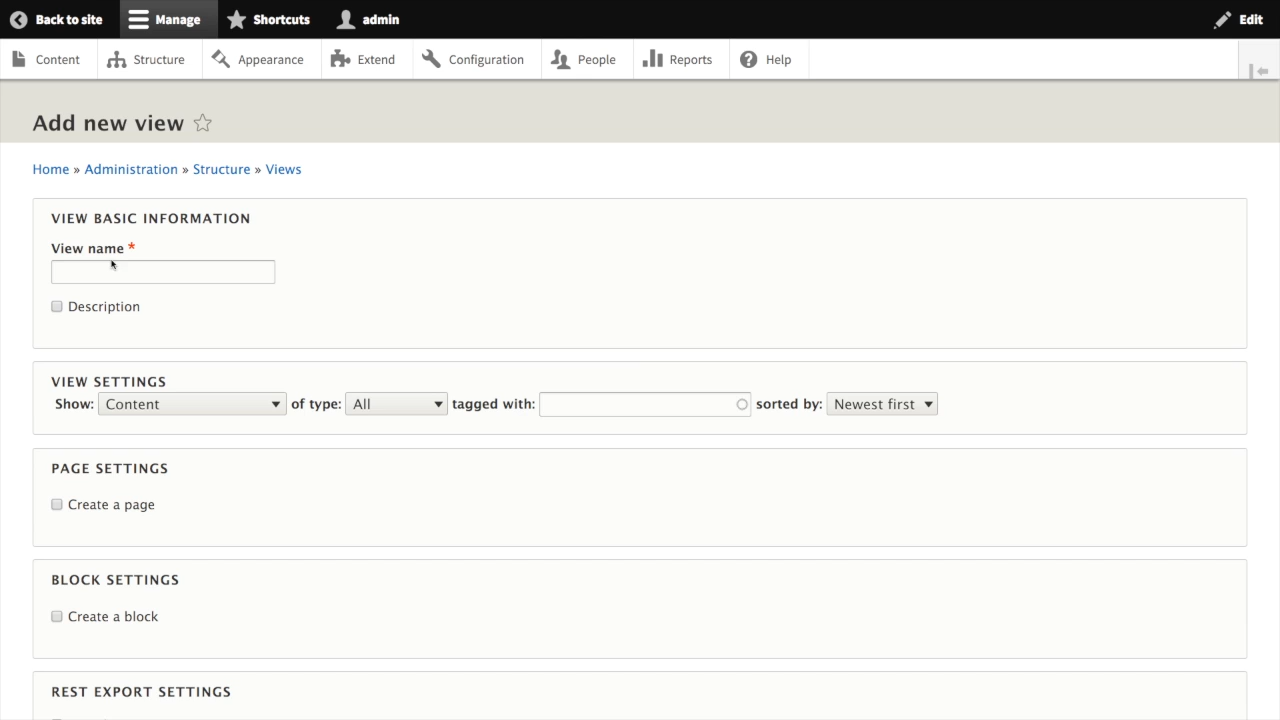 Back to site Manage Shortcuts admin Edit
Content Structure Appearance Extend Configuration People Reports Help
Add new view
Home » Administration » Structure » Views
VIEW BASIC INFORMATION
View name *
Description
VIEW SETTINGS
Show: Content of type: All tagged with: sorted by: Newest first
PAGE SETTINGS
Create a page
BLOCK SETTINGS
Create a block
REST EXPORT SETTINGS